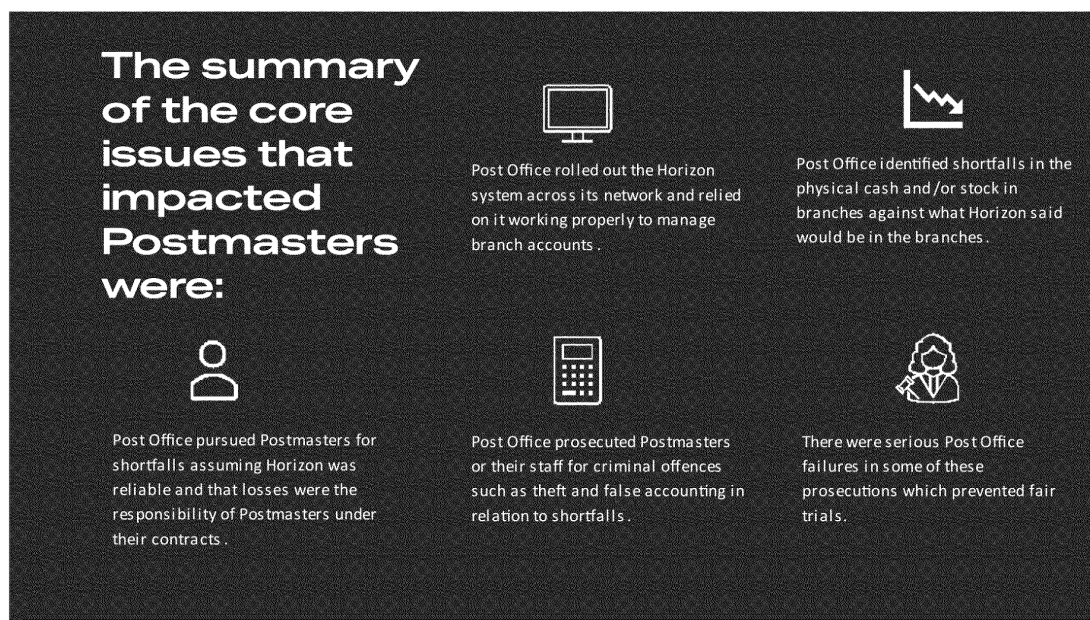 The summary
of the core
issues that
impacted
Postmasters
were:
Post Office rolled out the Horizon
system across its network and relied
on it working properly to manage
branch accounts .
Post Office identified shortfalls in the
physical cash and /or stock in
branches against what Horizon said
would be in the branches .
Post Office pursued Postmasters for
shortfalls assuming Horizon was
reliable and that losses were the
responsibility of Postmasters under
their contracts .
Post Office prosecuted Postmasters
or their staff for criminal offences
such as theft and false accounting in
relation to shortfalls .
There were serious Post Office
failures in some of these
prosecutions which prevented fair
trials.